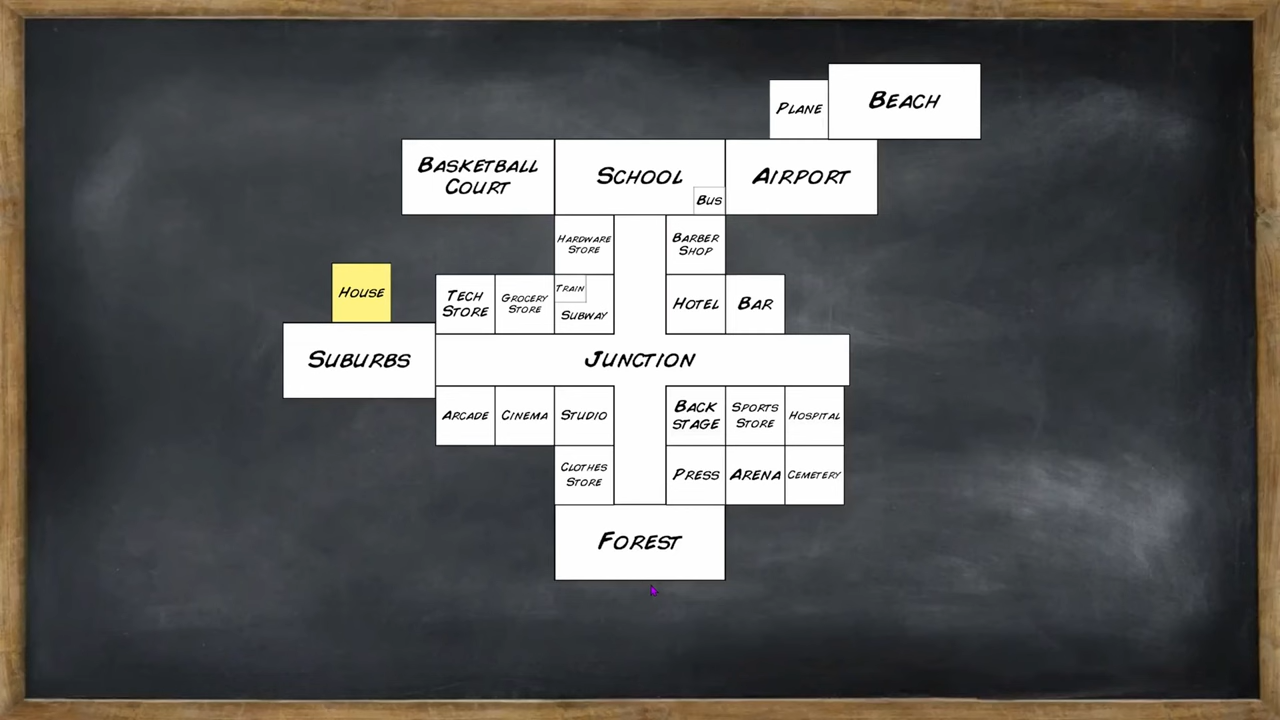 BEACH
PLANE
BASKETBALL
COURT
SCHOOL
AIRPORT
BUS
HARDWARE
STORE
BARBER
SHOP
HOUSE
TECH
STORE
GROCERY
STORE
TRAIN
SUBWAY
HOTEL
BAR
SUBURBS
JUNCTION
ARCADE
CINEMA
STUDIO
BACK
STAGE
SPORTS
STORE
HOSPITAL
CLOTHES
STORE
PRESS
ARENA
CEMETERY
FOREST